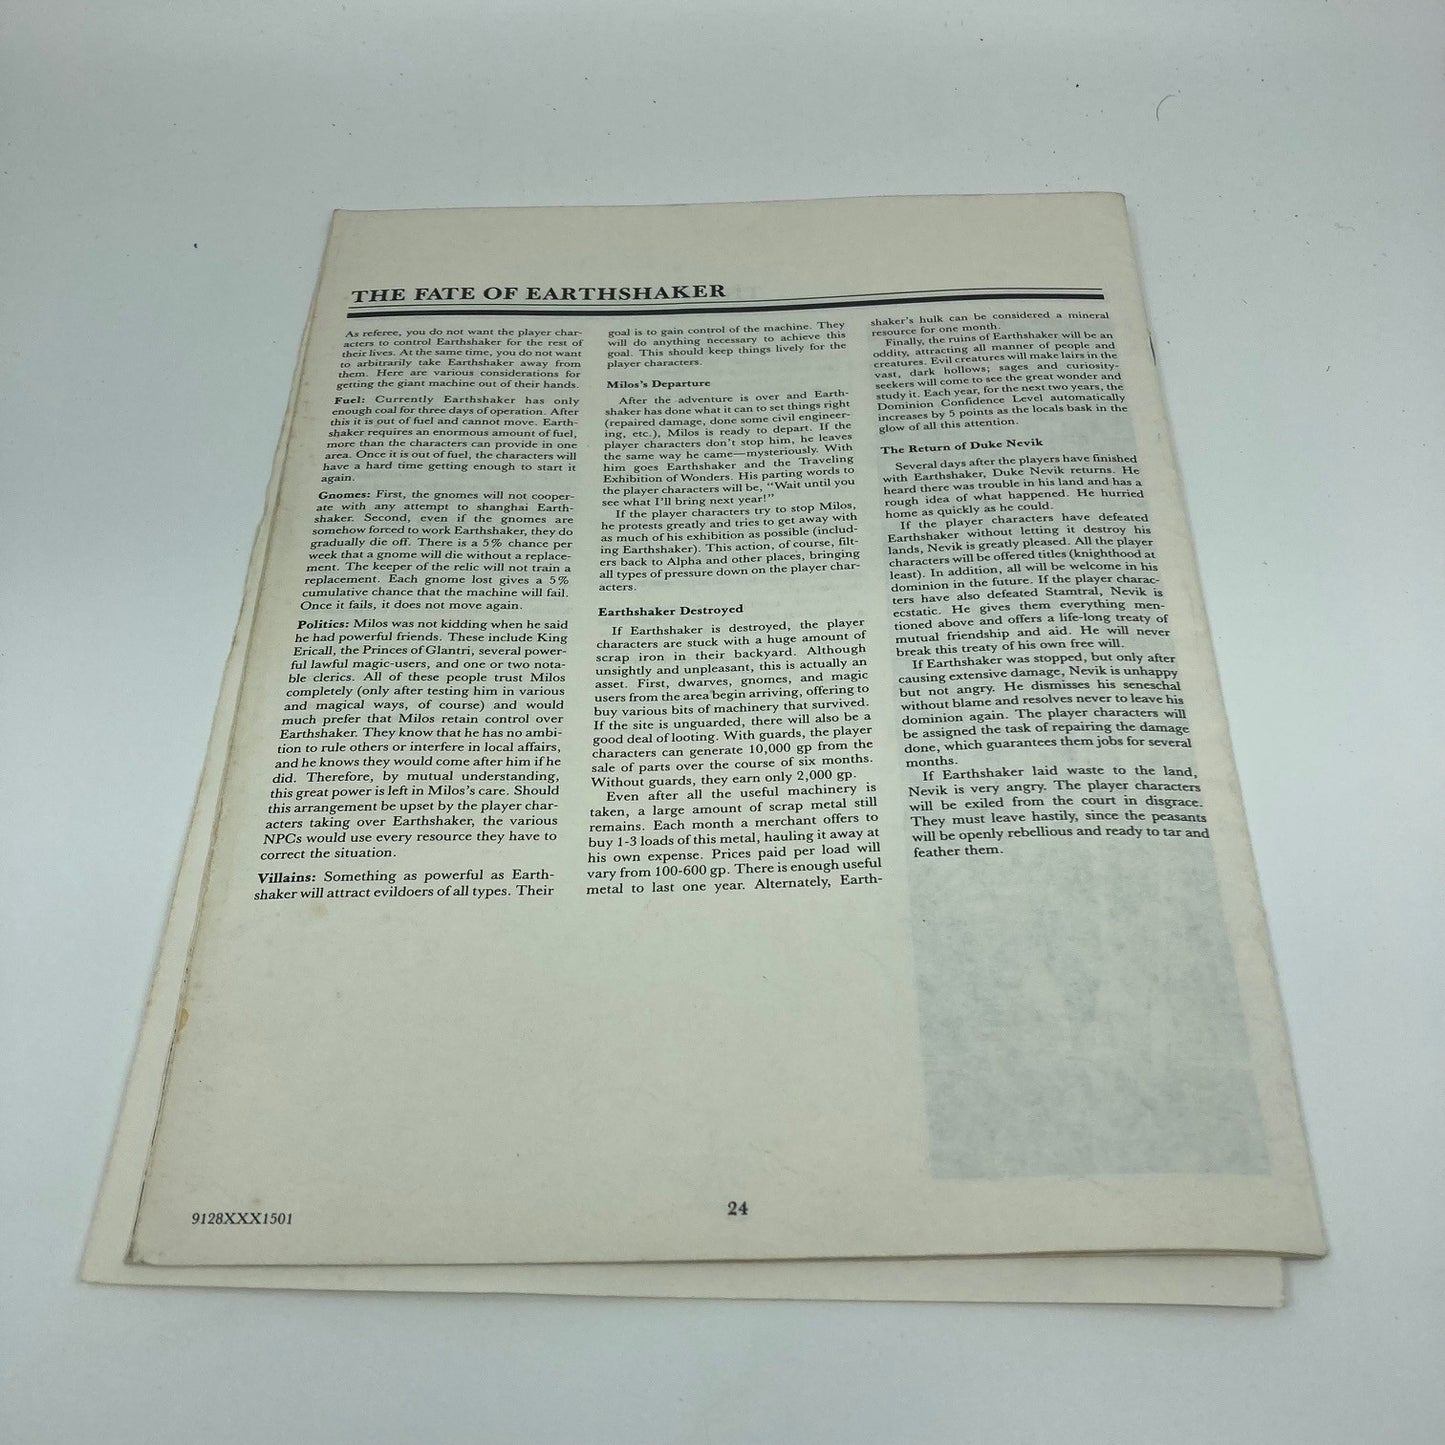 THE FATE OF EARTHSHAKER
As referee, you do not want the player char-
acters to control Earthshaker for the rest of
their lives. At the same time, you do not want
to arbitrarily take Earthshaker away from
them. Here are various considerations for
getting the giant machine out of their hands.
Fuel: Currently Earthshaker has only
enough coal for three days of operation. After
this it is out of fuel and cannot move. Earth-
shaker requires an enormous amount of fuel,
more than the characters can provide in one
area. Once it is out of fuel, the characters will
have a hard time getting enough to start it
again.
Gnomes: First, the gnomes will not cooper-
ate with any attempt to shanghai Earth-
shaker. Second, even if the gnomes are
somehow forced to work Earthshaker, they do
gradually die off. There is a 5% chance per
week that a gnome will die without a replace-
ment. The keeper of the relic will not train a
replacement. Each gnome lost gives a 5%
cumulative chance that the machine will fail.
Once it fails, it does not move again.
Politics: Milos was not kidding when he said
he had powerful friends. These include King
Ericall, the Princes of Glantri, several power-
ful lawful magic-users, and one or two nota-
ble clerics. All of these people trust Milos
completely (only after testing him in various
and magical ways, of course) and would
much prefer that Milos retain control over
Earthshaker. They know that he has no ambi-
tion to rule others or interfere in local affairs,
and he knows they would come after him if he
did. Therefore, by mutual understanding,
this great power is left in Milos's care. Should
this arrangement be upset by the player char-
acters taking over Earthshaker, the various
NPCs would use every resource they have to
correct the situation.
Villains: Something as powerful as Earth-
shaker will attract evildoers of all types. Their
goal is to gain control of the machine. They
will do anything necessary to achieve this
goal. This should keep things lively for the
player characters.
Milos's Departure
After the adventure is over and Earth-
shaker has done what it can to set things right
(repaired damage, done some civil engineer-
ing, etc.), Milos is ready to depart. If the
player characters don't stop him, he leaves
the same way he came—mysteriously. With
him goes Earthshaker and the Traveling
Exhibition of Wonders. His parting words to
the player characters will be, "Wait until you
see what I'll bring next year!"
If the player characters try to stop Milos,
he protests greatly and tries to get away with
as much of his exhibition as possible (includ-
ing Earthshaker). This action, of course, filt-
ers back to Alpha and other places, bringing
all types of pressure down on the player char-
acters.
Earthshaker Destroyed
If Earthshaker is destroyed, the player
characters are stuck with a huge amount of
scrap iron in their backyard. Although
unsightly and unpleasant, this is actually an
asset. First, dwarves, gnomes, and magic
users from the area begin arriving, offering to
buy various bits of machinery that survived.
If the site is unguarded, there will also be a
good deal of looting. With guards, the player
characters can generate 10,000 gp from the
sale of parts over the course of six months.
Without guards, they earn only 2,000 gp.
Even after all the useful machinery is
taken, a large amount of scrap metal still
remains. Each month a merchant offers to
buy 1-3 loads of this metal, hauling it away at
his own expense. Prices paid per load will
vary from 100-600 gp. There is enough useful
metal to last one year. Alternately, Earth-
shaker's hulk can be considered a mineral
resource for one month.
Finally, the ruins of Earthshaker will be an
oddity, attracting all manner of people and
creatures. Evil creatures will make lairs in the
vast, dark hollows; sages and curiosity-
seekers will come to see the great wonder and
study it. Each year, for the next two years, the
Dominion Confidence Level automatically
increases by 5 points as the locals bask in the
glow of all this attention.
The Return of Duke Nevik
Several days after the players have finished
with Earthshaker, Duke Nevik returns. He
heard there was trouble in his land and has a
rough idea of what happened. He hurried
home as quickly as he could.
If the player characters have defeated
Earthshaker without letting it destroy his
lands, Nevik is greatly pleased. All the player
characters will be offered titles (knighthood at
least). In addition, all will be welcome in his
dominion in the future. If the player charac-
ters have also defeated Stamtral, Nevik is
ecstatic. He gives them everything men-
tioned above and offers a life-long treaty of
mutual friendship and aid. He will never
break this treaty of his own free will.
If Earthshaker was stopped, but only after
causing extensive damage, Nevik is unhappy
but not angry. He dismisses his seneschal
without blame and resolves never to leave his
dominion again. The player characters will
be assigned the task of repairing the damage
done, which guarantees them jobs for several
months.
If Earthshaker laid waste to the land,
Nevik is very angry. The player characters
will be exiled from the court in disgrace.
They must leave hastily, since the peasants
will be openly rebellious and ready to tar and
feather them.
9128XXX1501
24